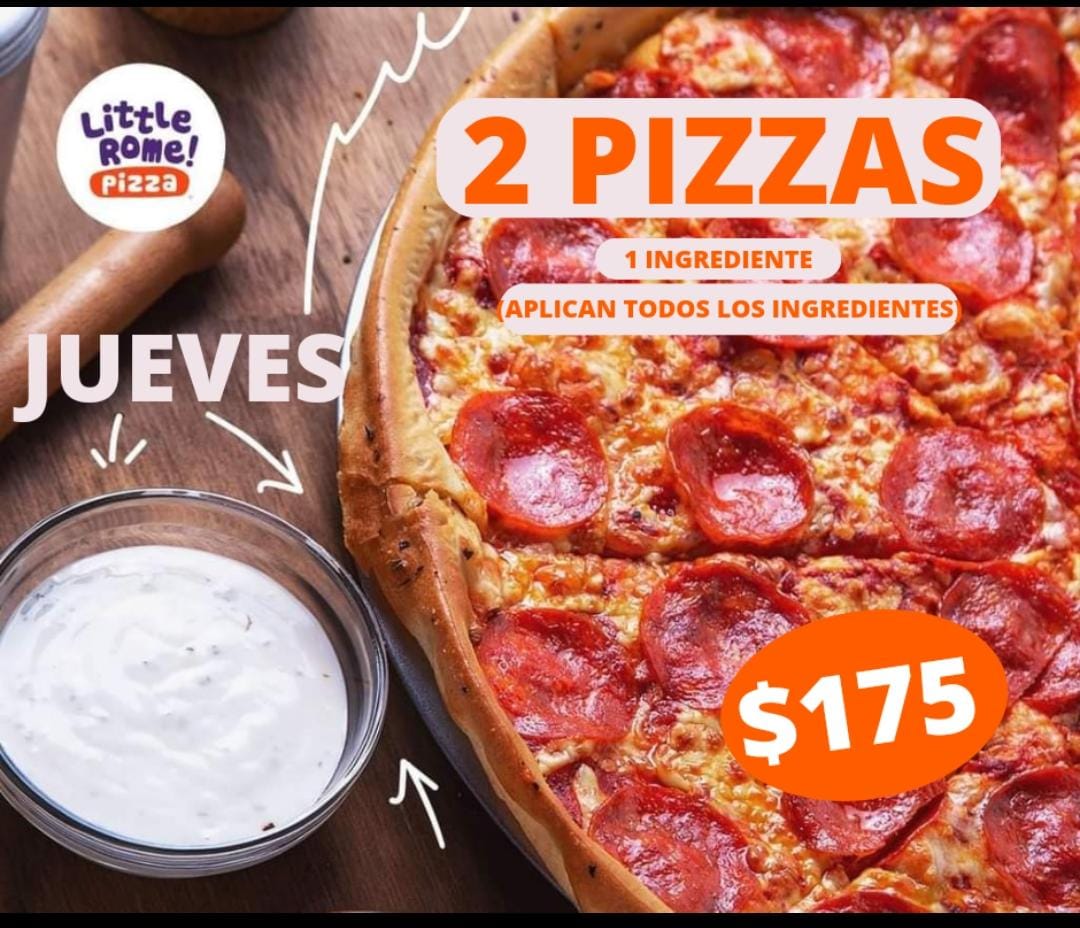 Little
Rome!
Pizza
2 PIZZAS
1 INGREDIENTE
(APLICAN TODOS LOS INGREDIENTES)
JUEVES
$175